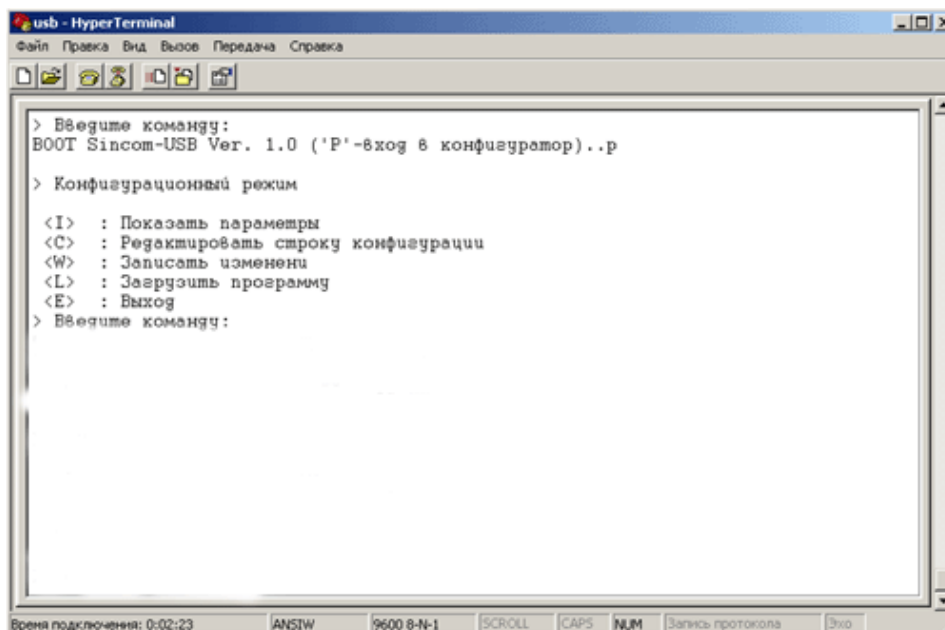 usb - HyperTerminal
Файл Правка Вид Вызов Передача Справка
> Введите команду:
BOOT Sincom-USB Ver. 1.0 ('P'-вход в конфигуратор)..p
> Конфигурационный режим
<I> : Показать параметры
<C> : Редактировать строку конфигурации
<W> : Записать изменени
<L> : Загрузить программу
<E> : Выход
> Введите команду:
Время подключения: 0:02:23 ANSIW 9600 8-N-1 SCROLL CAPS NUM Запись протокола Эхо